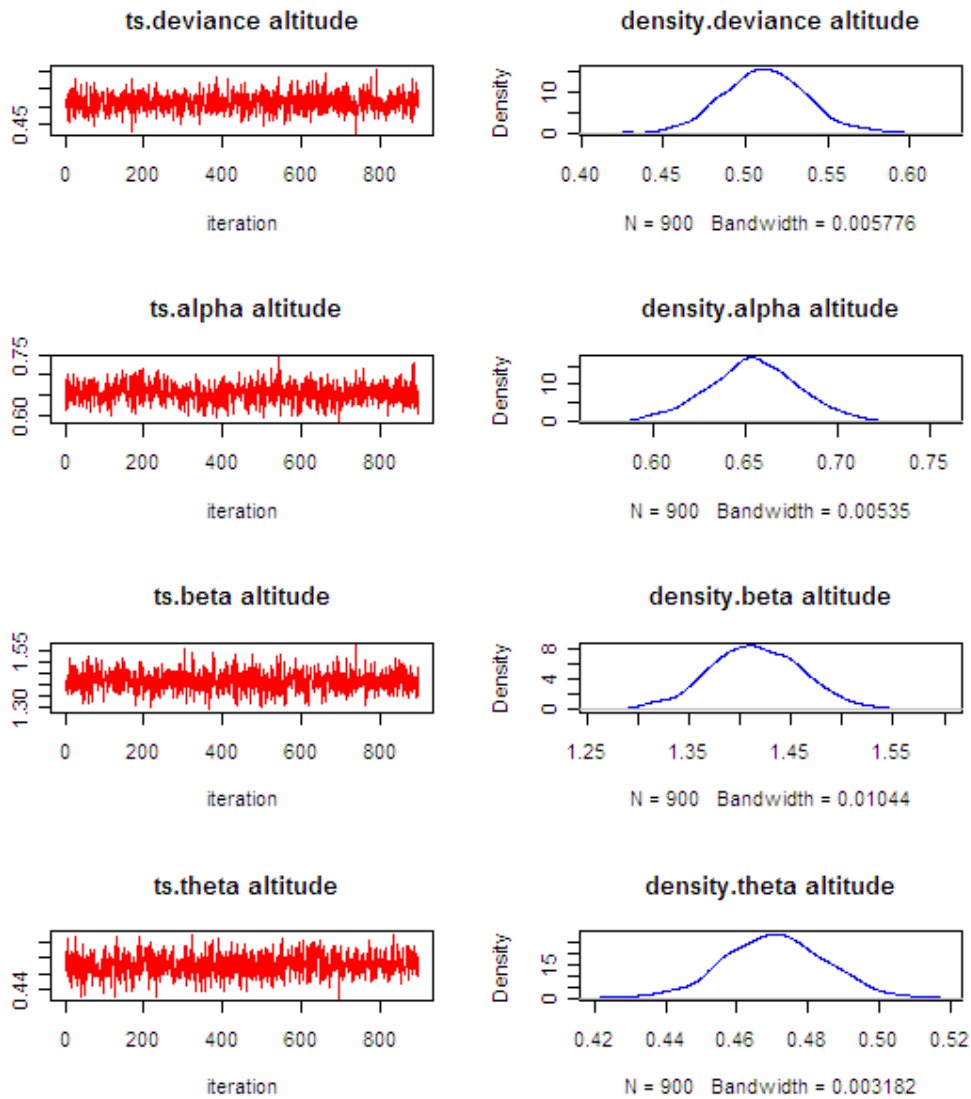 ts.deviance altitude
0.45
0 200 400 600 800
iteration
density.deviance altitude
Density
0 10
0.40 0.45 0.50 0.55 0.60
N = 900 Bandwidth = 0.005776
ts.alpha altitude
0.60 0.75
0 200 400 600 800
iteration
density.alpha altitude
Density
0 10
0.60 0.65 0.70 0.75
N = 900 Bandwidth = 0.00535
ts.beta altitude
1.30 1.55
0 200 400 600 800
iteration
density.beta altitude
Density
0 4 8
1.25 1.35 1.45 1.55
N = 900 Bandwidth = 0.01044
ts.theta altitude
0.44
0 200 400 600 800
iteration
density.theta altitude
Density
0 15
0.42 0.44 0.46 0.48 0.50 0.52
N = 900 Bandwidth = 0.003182